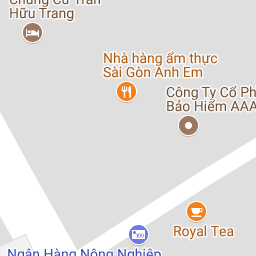 Chung Cư Trần
Hữu Trang
Nhà hàng ẩm thực
Sài Gòn Anh Em
Công Ty Cổ Ph
Bảo Hiểm AAA
Royal Tea
Ngân Hàng Nông Nghiệp